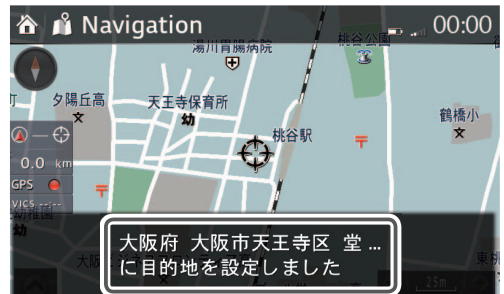 Navigation
00:00
湯川胃腸病院
桃谷公園
夕陽丘高
文
天王寺保育所
幼
鶴橋小
文
桃谷駅
0.0 km
GPS
VICS --:--
幼
大阪府 大阪市天王寺区 堂...
に目的地を設定しました
25m